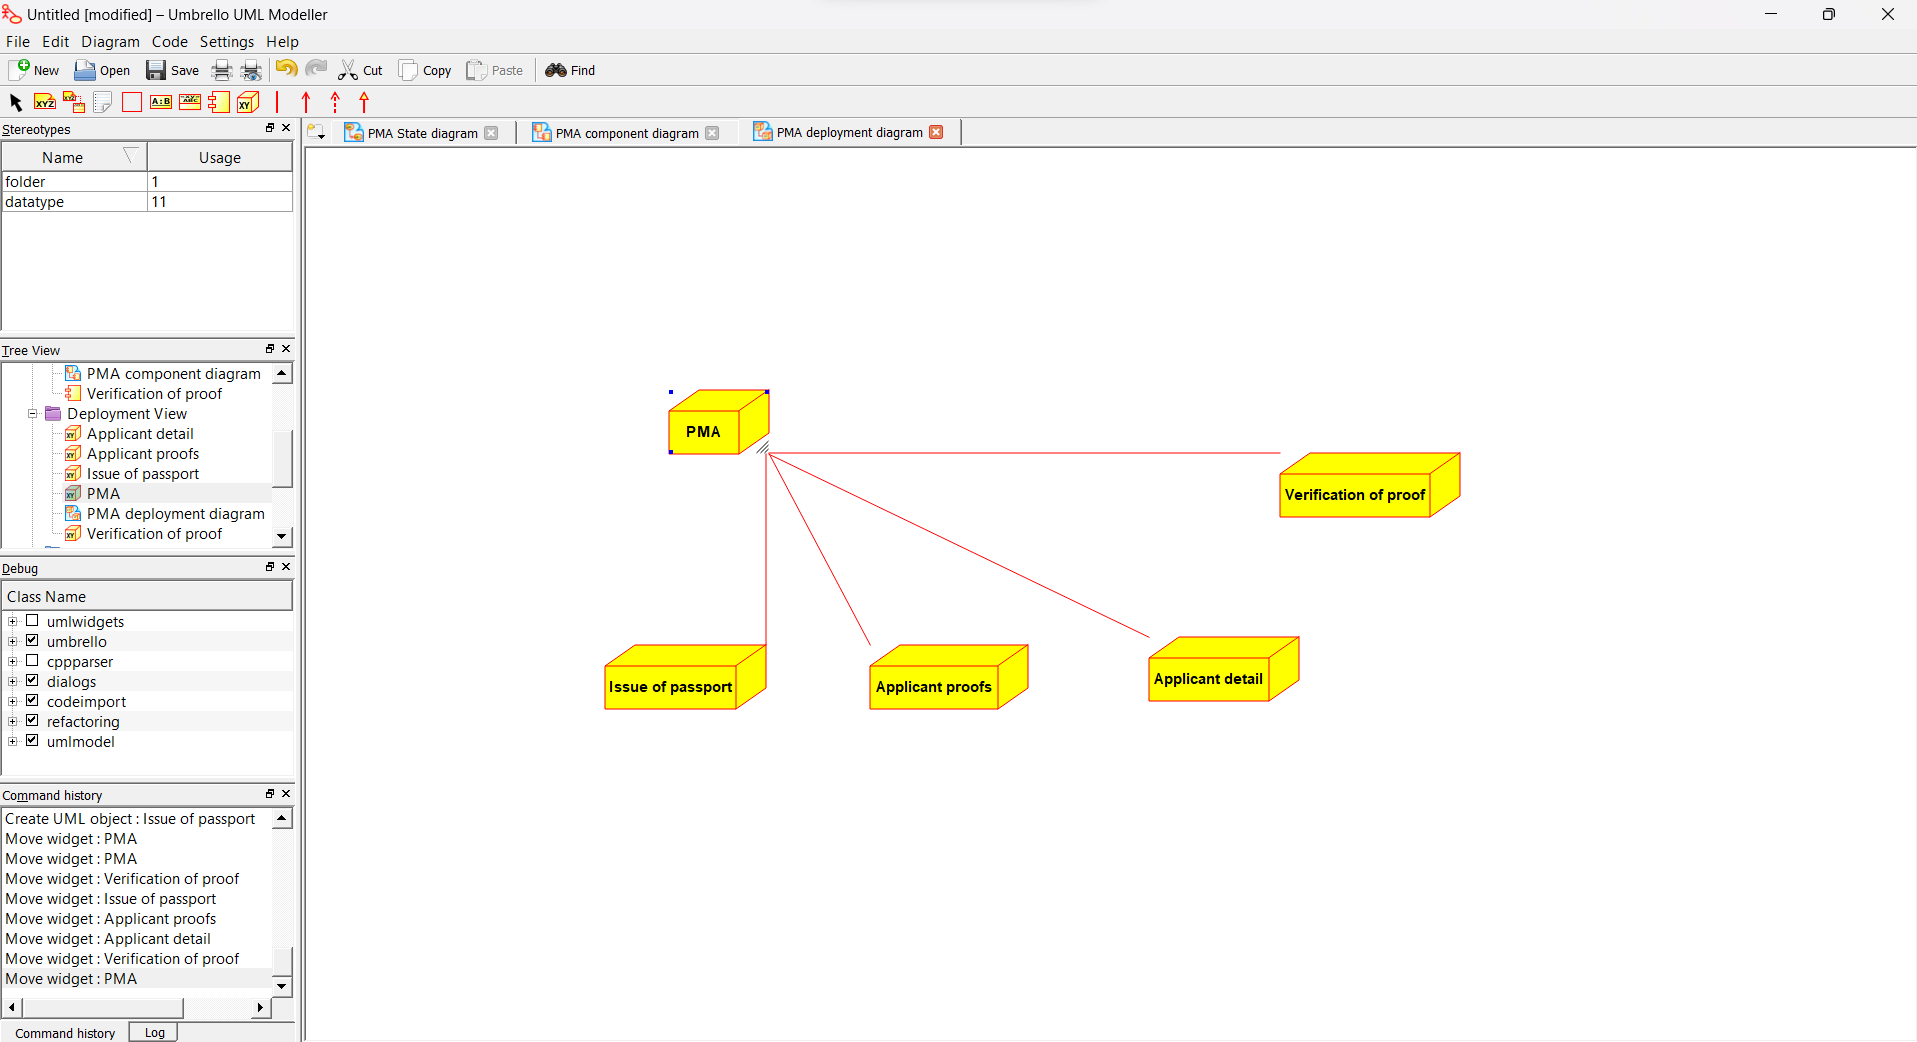 Untitled [modified] – Umbrello UML Modeller
File Edit Diagram Code Settings Help
New Open Save Cut Copy Paste Find
XYZ XYZ A:B ABC XY
Stereotypes
PMA State diagram PMA component diagram PMA deployment diagram
Name Usage
folder 1
datatype 11
Tree View
PMA component diagram
Verification of proof
Deployment View
Applicant detail
Applicant proofs
Issue of passport
PMA
PMA deployment diagram
Verification of proof
Debug
Class Name
umlwidgets
umbrello
cppparser
dialogs
codeimport
refactoring
umlmodel
Command history
Create UML object : Issue of passport
Move widget : PMA
Move widget : PMA
Move widget : Verification of proof
Move widget : Issue of passport
Move widget : Applicant proofs
Move widget : Applicant detail
Move widget : Verification of proof
Move widget : PMA
Command history Log
PMA
Verification of proof
Issue of passport
Applicant proofs
Applicant detail